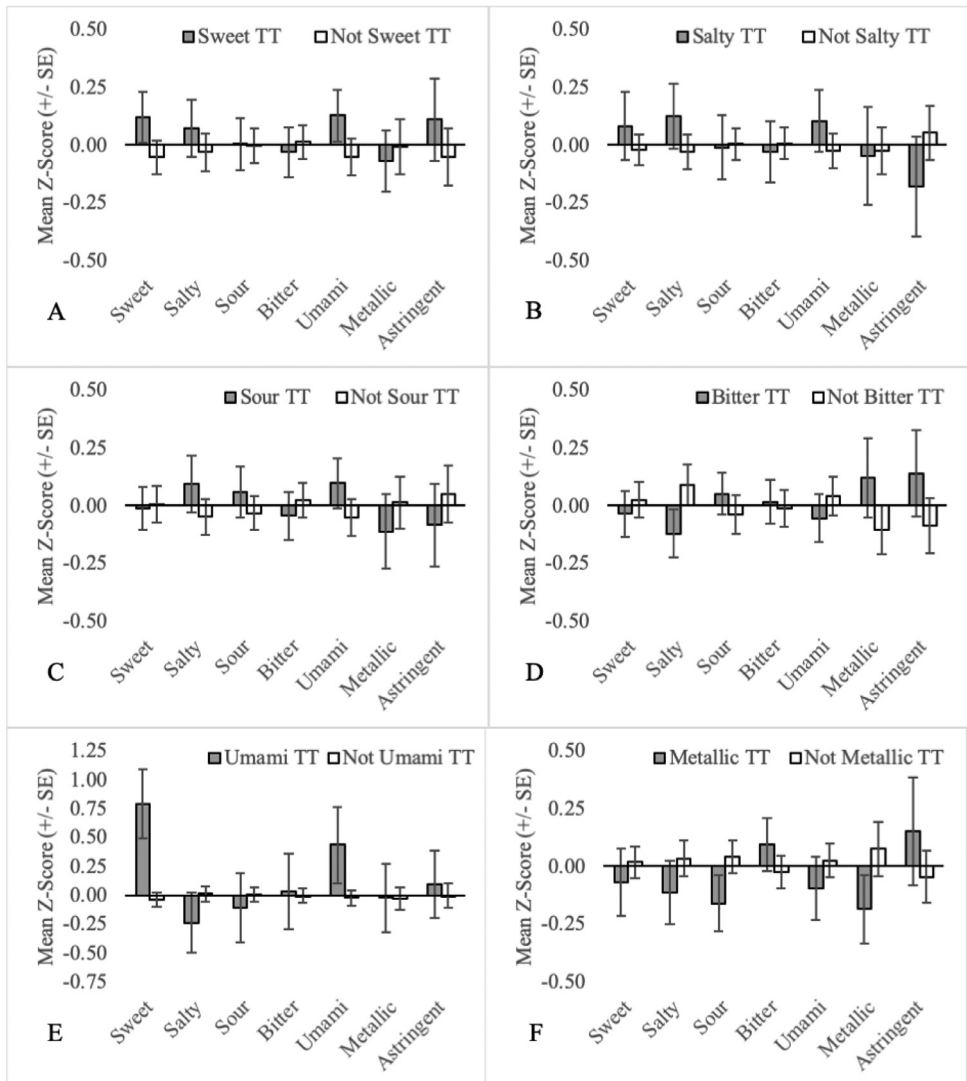 0.50
Sweet TT Not Sweet TT
0.25
0.00
-0.25
-0.50
Mean Z-Score (+/- SE)
Sweet
Salty
Sour
Bitter
Umami
Metallic
Astringent
A
0.50
Salty TT Not Salty TT
0.25
0.00
-0.25
-0.50
Mean Z-Score (+/- SE)
Sweet
Salty
Sour
Bitter
Umami
Metallic
Astringent
B
0.50
Sour TT Not Sour TT
0.25
0.00
-0.25
-0.50
Mean Z-Score (+/- SE)
Sweet
Salty
Sour
Bitter
Umami
Metallic
Astringent
C
0.50
Bitter TT Not Bitter TT
0.25
0.00
-0.25
-0.50
Mean Z-Score (+/- SE)
Sweet
Salty
Sour
Bitter
Umami
Metallic
Astringent
D
1.25
Umami TT Not Umami TT
1.00
0.75
0.50
0.25
0.00
-0.25
-0.50
-0.75
Mean Z-Score (+/- SE)
Sweet
Salty
Sour
Bitter
Umami
Metallic
Astringent
E
0.50
Metallic TT Not Metallic TT
0.25
0.00
-0.25
-0.50
Mean Z-Score (+/- SE)
Sweet
Salty
Sour
Bitter
Umami
Metallic
Astringent
F